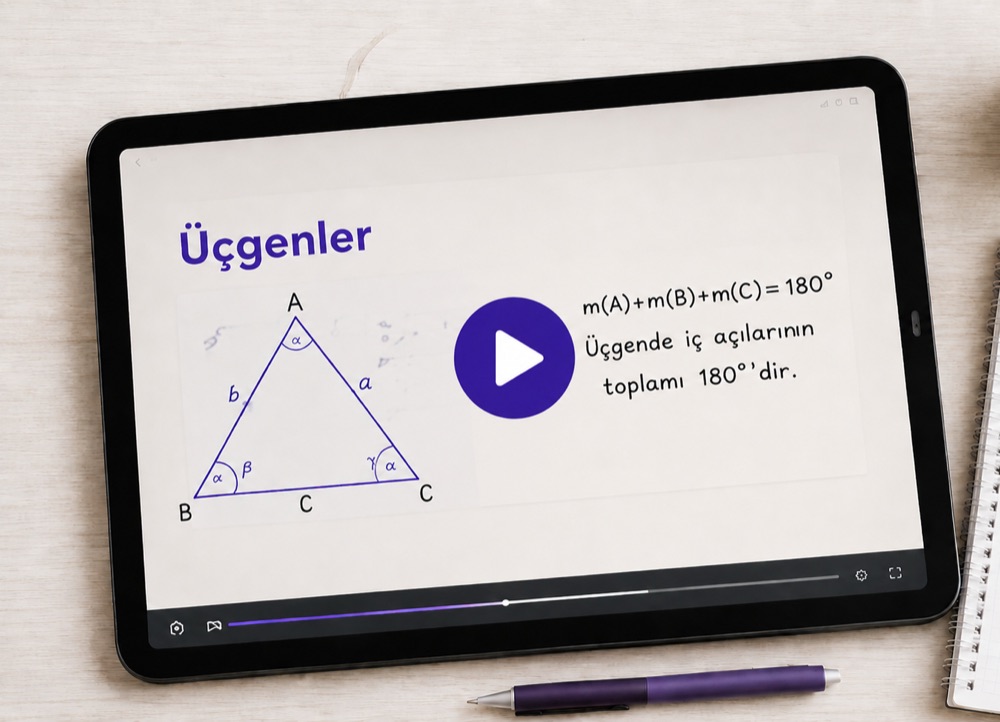 Üçgenler
A
α
b
a
α
β
γ
α
B
C
C
m(A)+m(B)+m(C)=180°
Üçgende iç açılarının
toplamı 180°'dir.